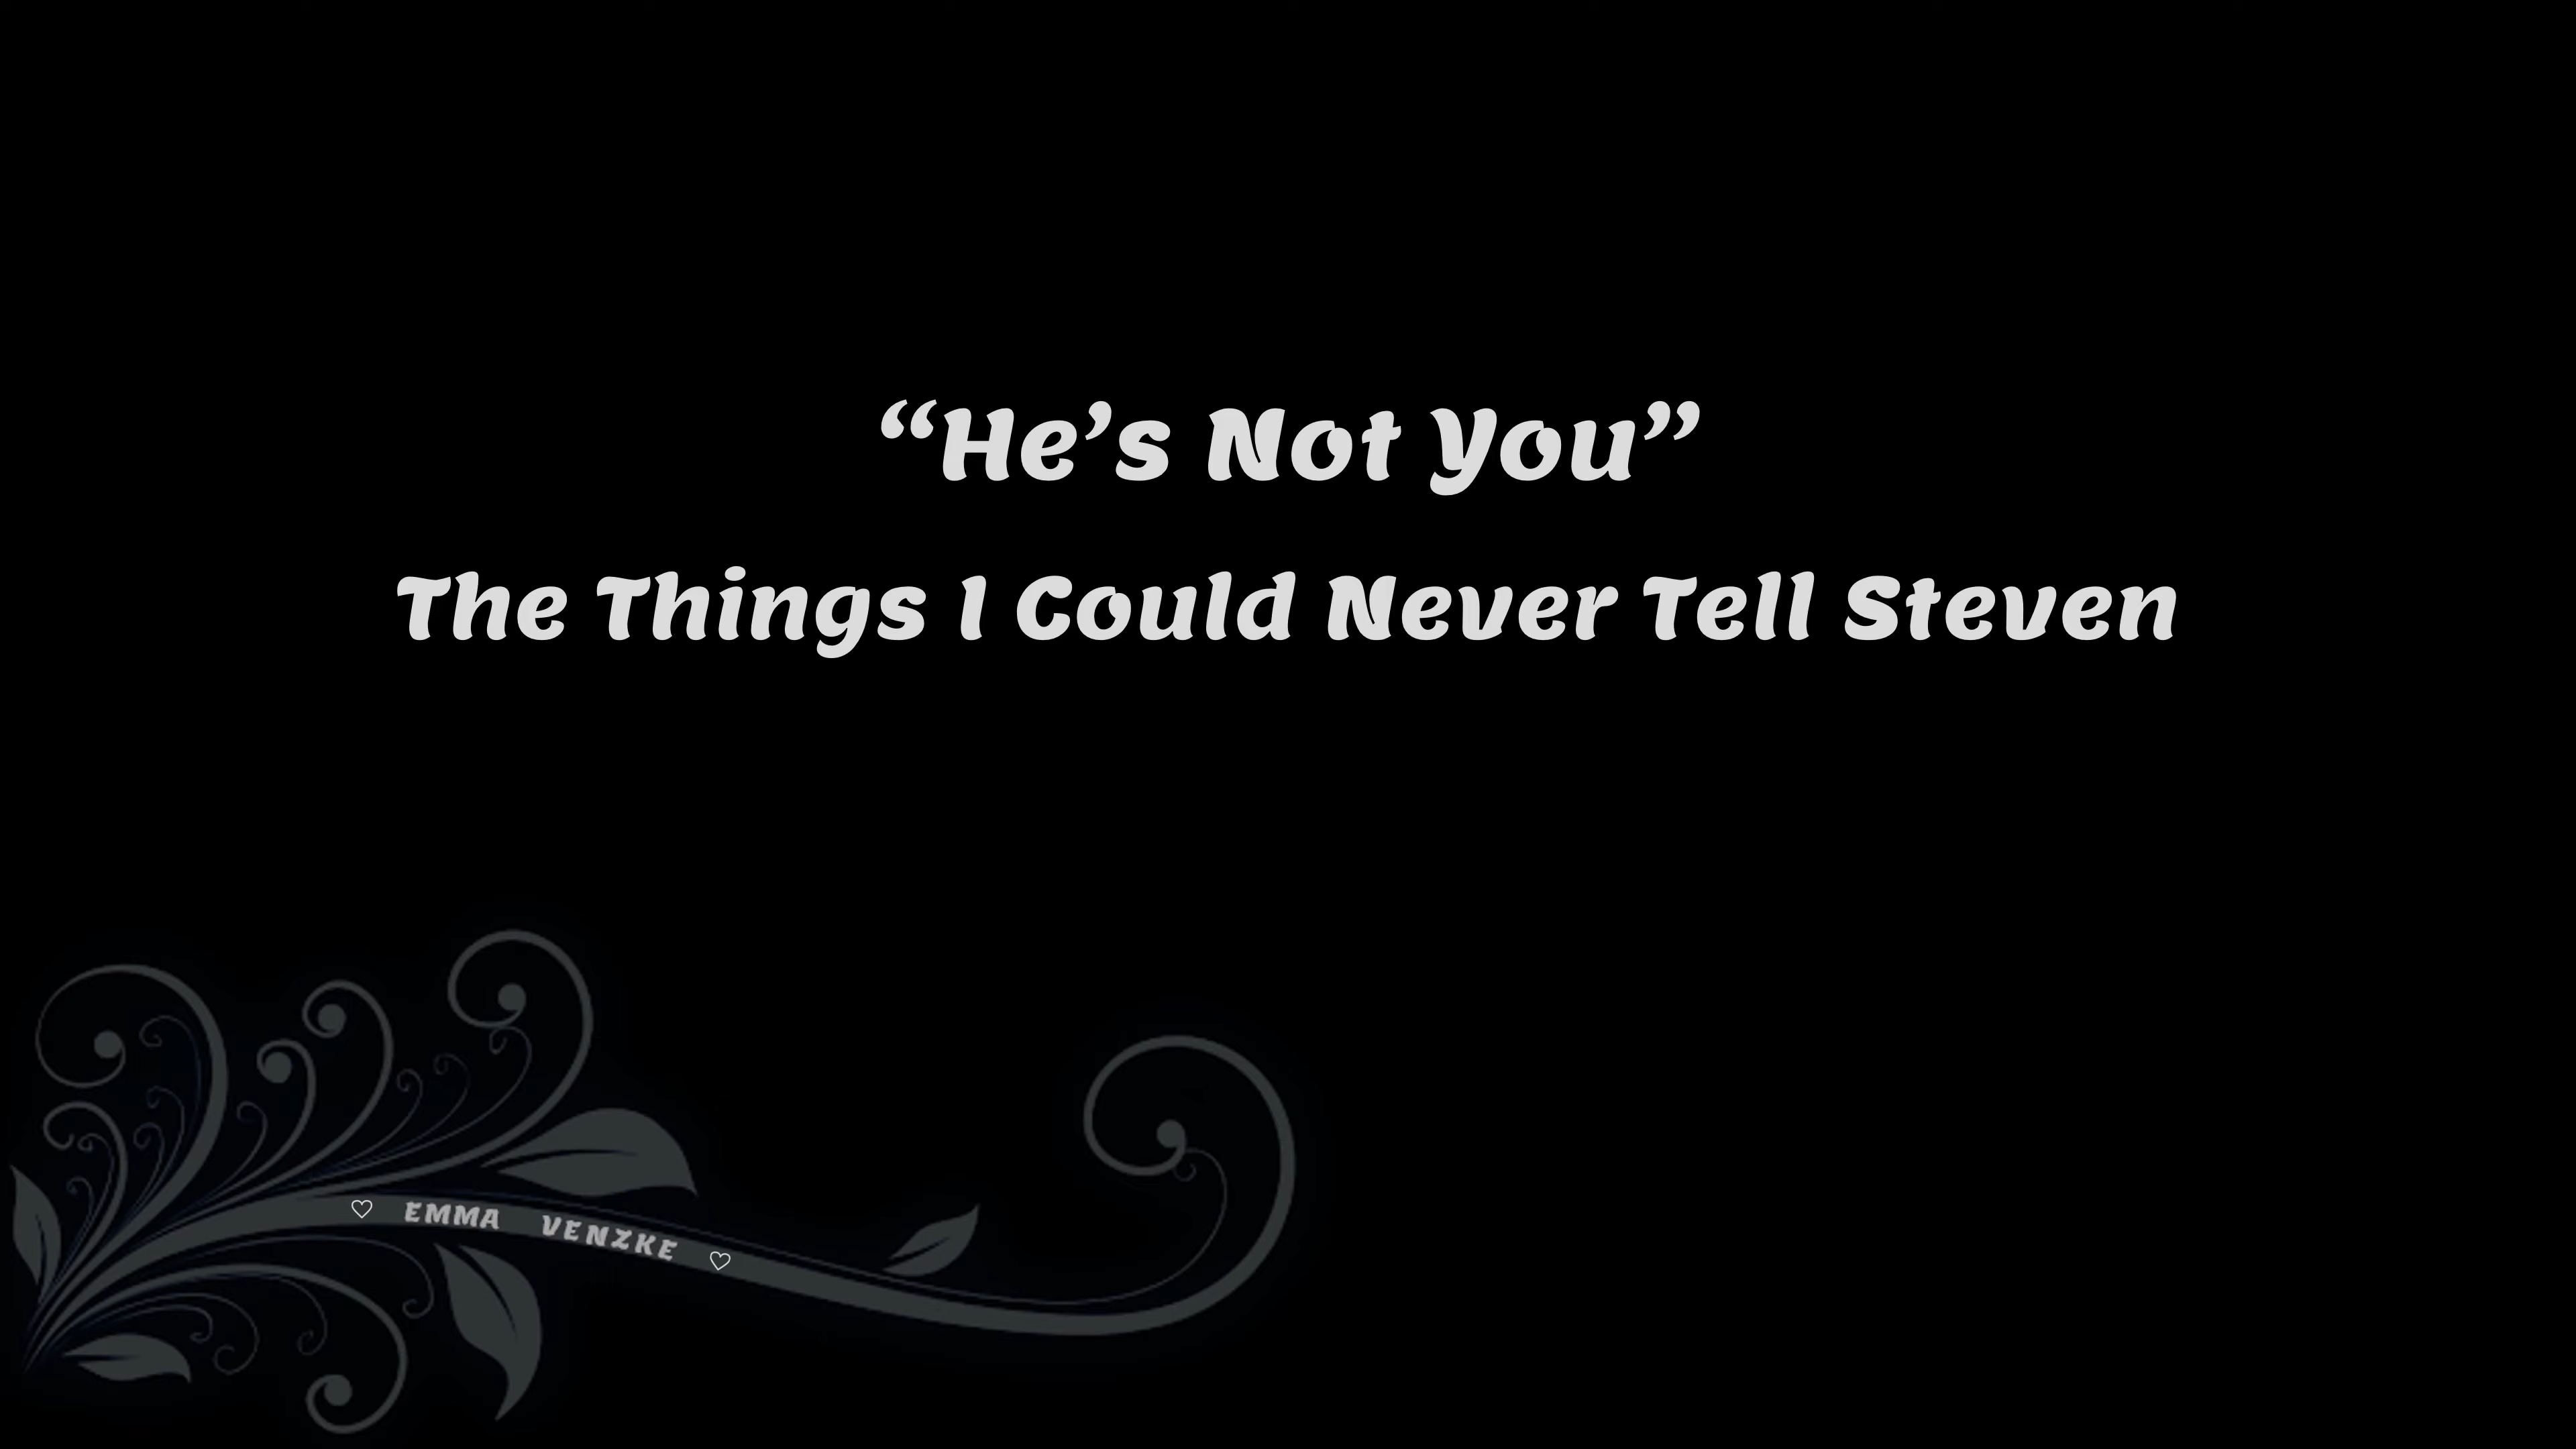 “He’s Not You”
The Things I Could Never Tell Steven
♡ EMMA VENZKE ♡